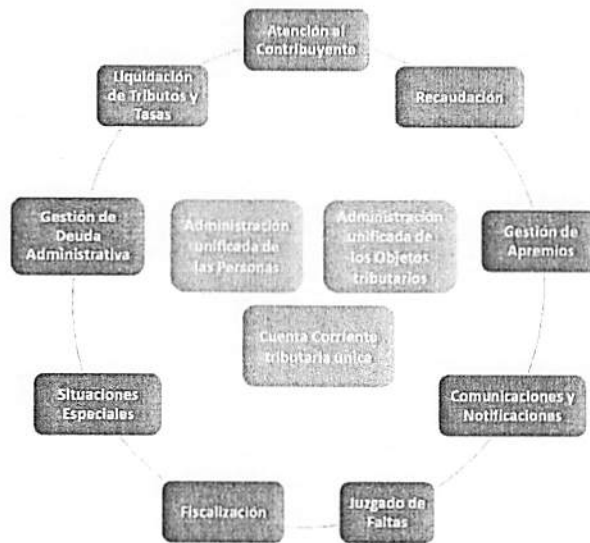 Atención al
Contribuyente
Liquidación
de Tributos y
Tasas
Recaudación
Gestión de
Deuda
Administrativa
Administración
unificada de
las Personas
Administración
unificada de
los Objetos
tributarios
Gestión de
Apremios
Cuenta Corriente
tributaria única
Situaciones
Especiales
Comunicaciones y
Notificaciones
Fiscalización
Juzgado de
Faltas